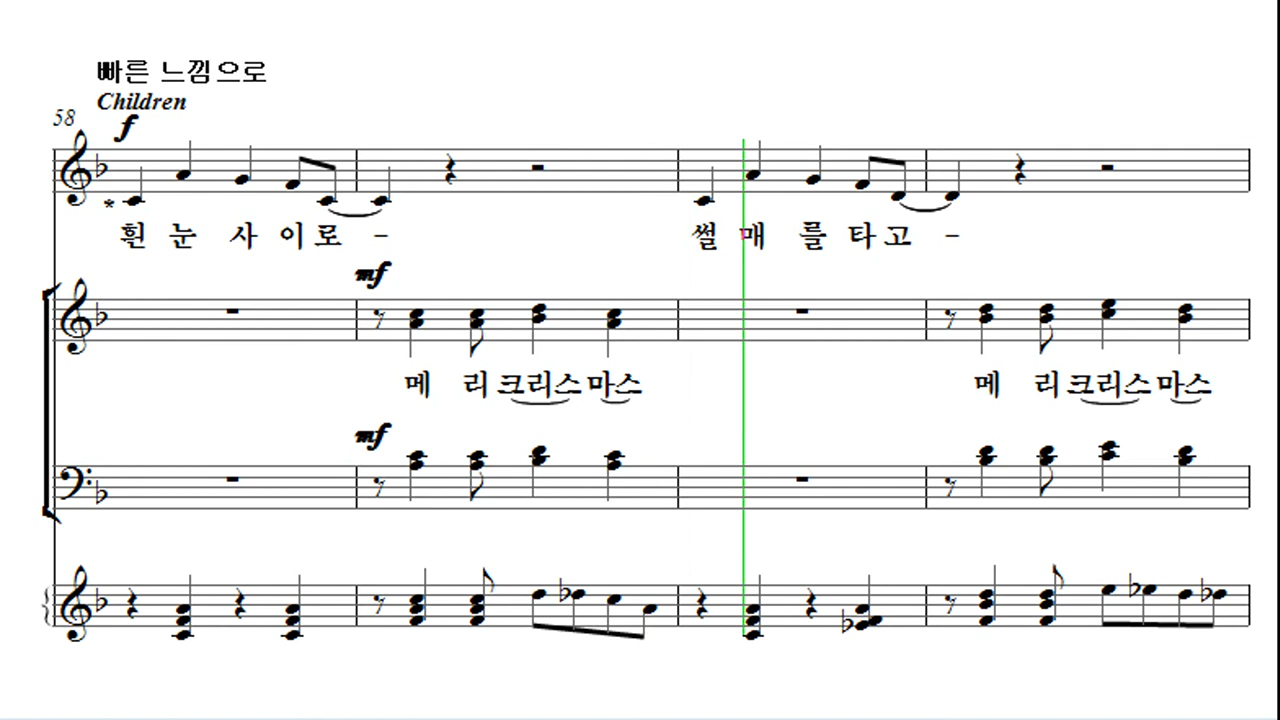 빠른 느낌으로
Children
58
f
*
흰 눈 사 이 로 - 썰 매 를 타 고 -
mf
메 리 크리스 마스 메 리 크리스 마스
mf